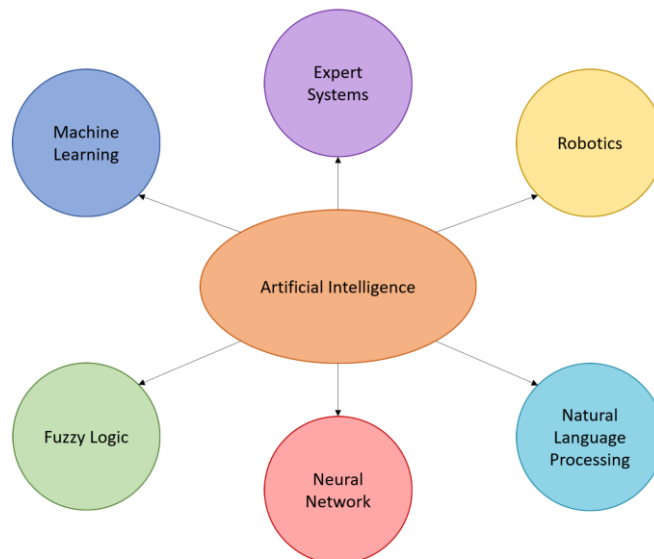 Expert
Systems
Machine
Learning
Robotics
Artificial Intelligence
Fuzzy Logic
Natural
Language
Processing
Neural
Network